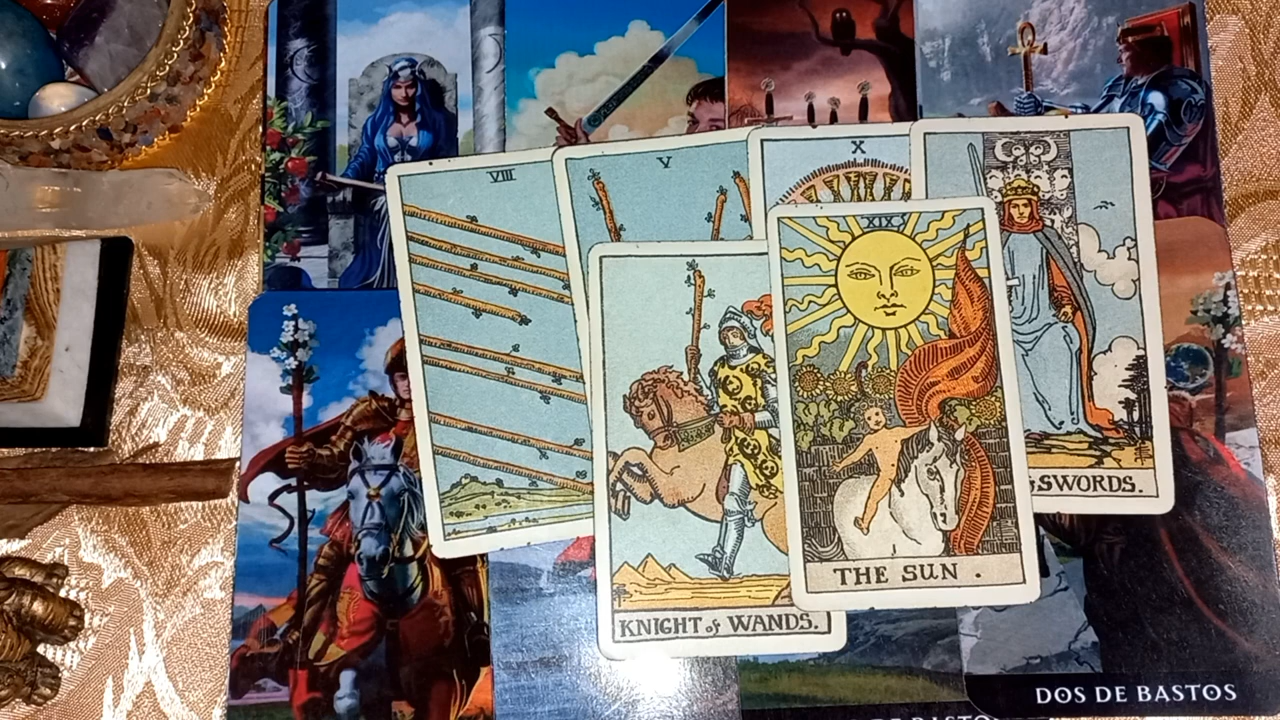 VIII
V
X
XIX
SWORDS.
THE SUN .
KNIGHT of WANDS.
DOS DE BASTOS